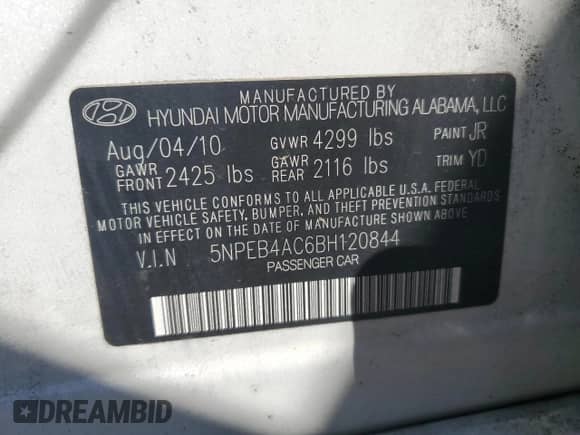 MANUFACTURED BY
HYUNDAI MOTOR MANUFACTURING ALABAMA, LLC
Aug/04/10 GVWR 4299 lbs PAINT JR
GAWR FRONT 2425 lbs GAWR REAR 2116 lbs TRIM YD
THIS VEHICLE CONFORMS TO ALL APPLICABLE U.S.A. FEDERAL
MOTOR VEHICLE SAFETY, BUMPER, AND THEFT PREVENTION STANDARDS
IN EFFECT ON THE DATE OF MANUFACTURE SHOWN ABOVE.
V.I.N 5NPEB4AC6BH120844
PASSENGER CAR
DREAMBID